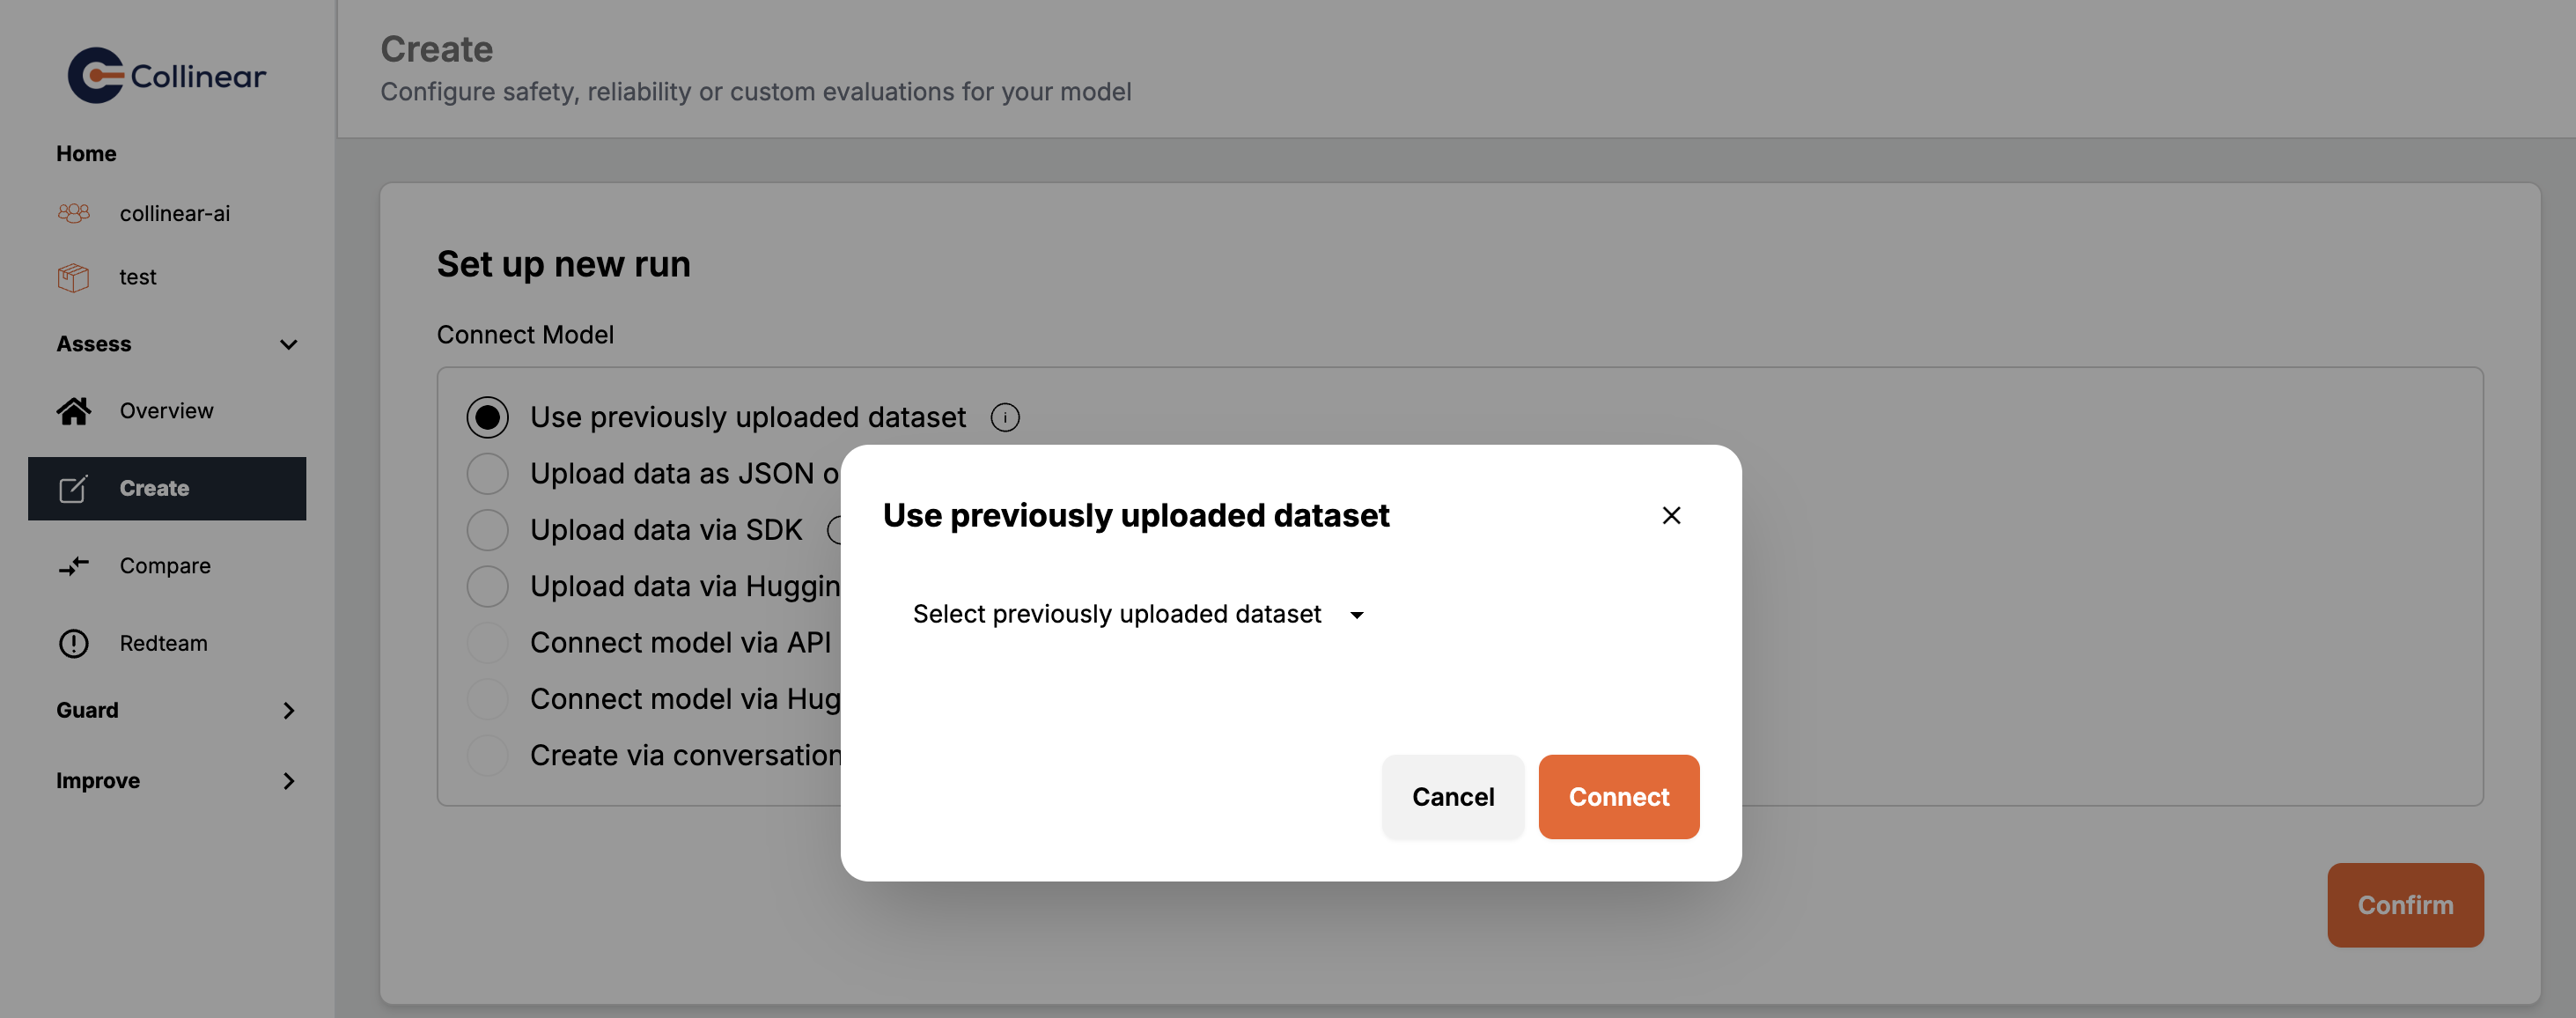 Collinear
Home
collinear-ai
test
Assess
Overview
Create
Compare
Redteam
Guard
Improve
Create
Configure safety, reliability or custom evaluations for your model
Set up new run
Connect Model
Use previously uploaded dataset
Upload data as JSON
Upload data via SDK
Upload data via
Connect model via API
Connect model via
Create via conversation
Use previously uploaded dataset
Select previously uploaded dataset
Cancel
Connect
Confirm